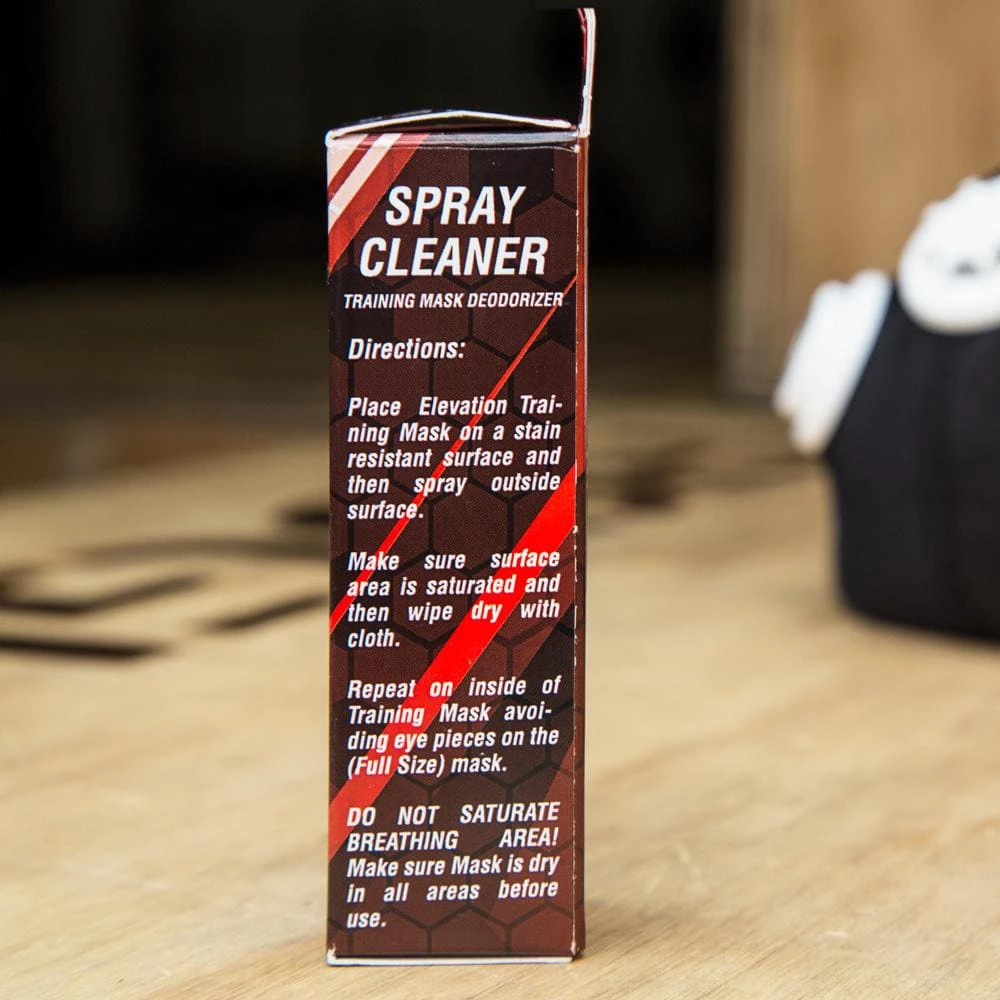 SPRAY
CLEANER
TRAINING MASK DEODORIZER
Directions:
Place Elevation Trai-
ning Mask on a stain
resistant surface and
then spray outside
surface.
Make sure surface
area is saturated and
then wipe dry with
cloth.
Repeat on inside of
Training Mask avoi-
ding eye pieces on the
(Full Size) mask.
DO NOT SATURATE
BREATHING AREA!
Make sure Mask is dry
in all areas before
use.